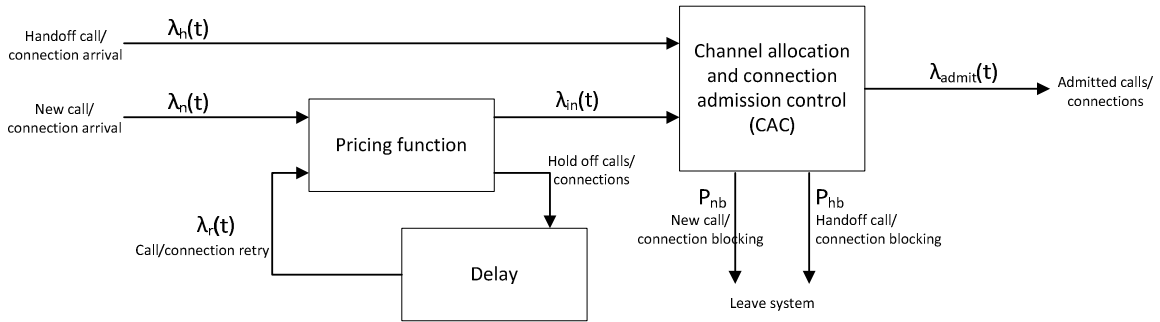 Handoff call/
connection arrival
λh(t)
New call/
connection arrival
λn(t)
Pricing function
λin(t)
Hold off calls/
connections
λr(t)
Call/connection retry
Delay
Channel allocation
and connection
admission control
(CAC)
λadmit(t)
Admitted calls/
connections
Pnb
New call/
connection blocking
Phb
Handoff call/
connection blocking
Leave system